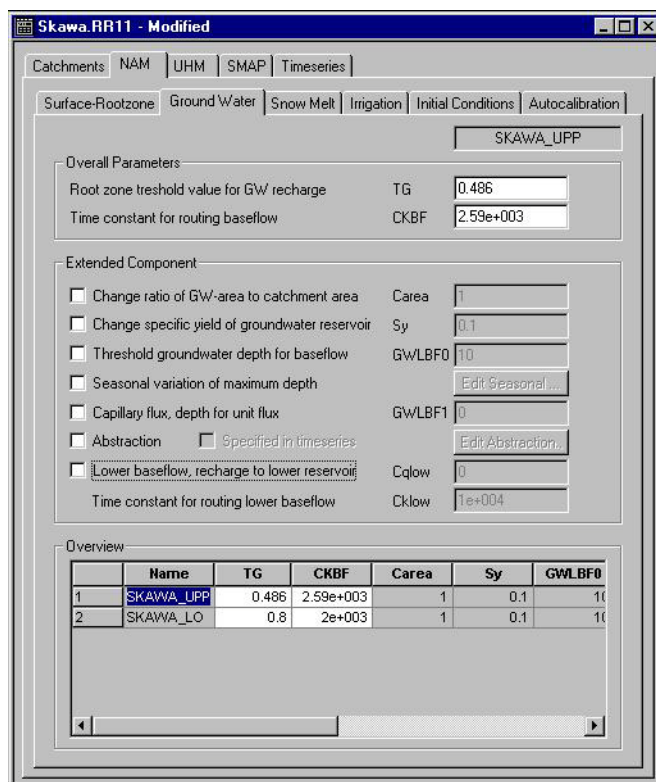 Skawa.RR11 - Modified
Catchments NAM UHM SMAP Timeseries
Surface-Rootzone Ground Water Snow Melt Irrigation Initial Conditions Autocalibration
SKAWA_UPP
Overall Parameters
Root zone treshold value for GW recharge TG 0.486
Time constant for routing baseflow CKBF 2.59e+003
Extended Component
Change ratio of GW-area to catchment area Carea 1
Change specific yield of groundwater reservoir Sy 0.1
Threshold groundwater depth for baseflow GWLBF0 10
Seasonal variation of maximum depth Edit Seasonal ...
Capillary flux, depth for unit flux GWLBF1 0
Abstraction Specified in timeseries Edit Abstraction..
Lower baseflow, recharge to lower reservoir Cqlow 0
Time constant for routing lower baseflow Cklow 1e+004
Overview
Name TG CKBF Carea Sy GWLBF0
1 SKAWA_UPP 0.486 2.59e+003 1 0.1 10
2 SKAWA_LO 0.8 2e+003 1 0.1 10